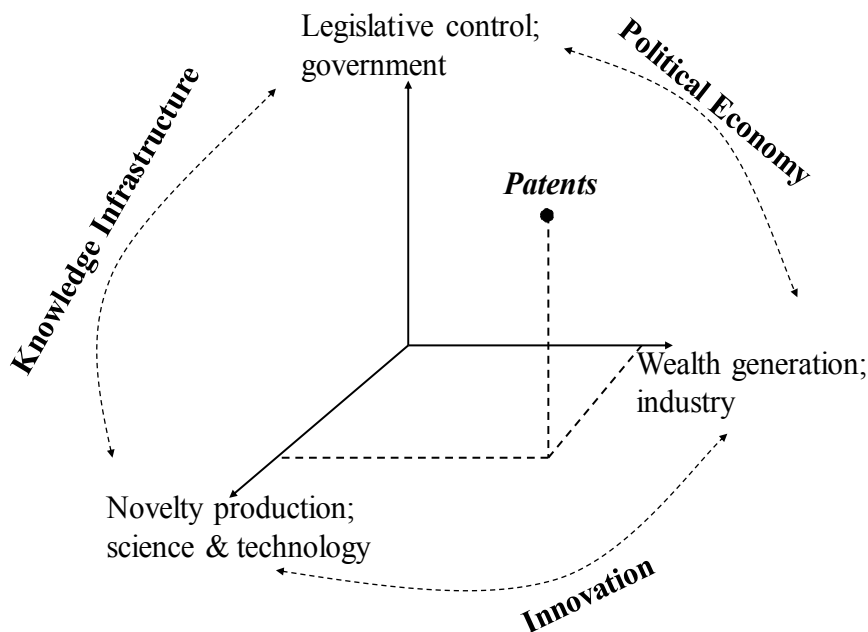 Legislative control;
government
Political Economy
Knowledge Infrastructure
Patents
Wealth generation;
industry
Novelty production;
science & technology
Innovation